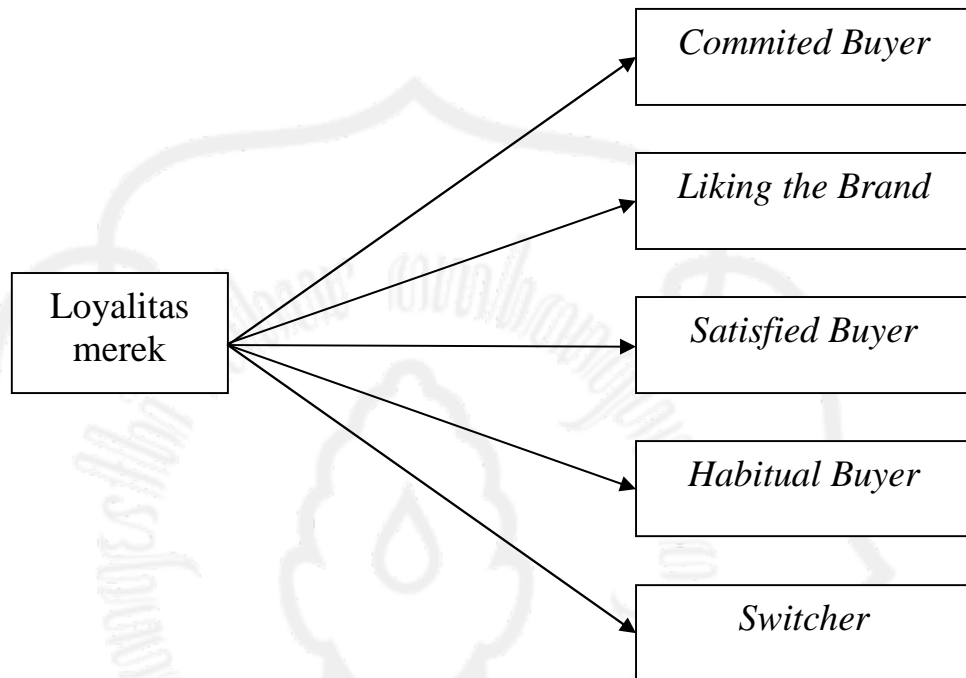 Commited Buyer
Liking the Brand
Loyalitas
merek
Satisfied Buyer
Habitual Buyer
Switcher